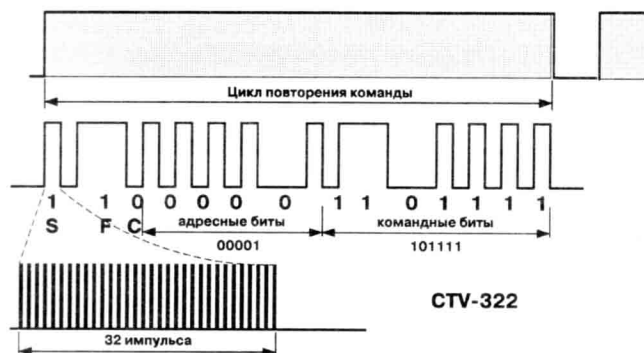 Цикл повторения команды
1 1 0 0 0 0 0 0 1 1 0 1 1 1 1
S F C адресные биты командные биты
00001 101111
CTV-322
32 импульса